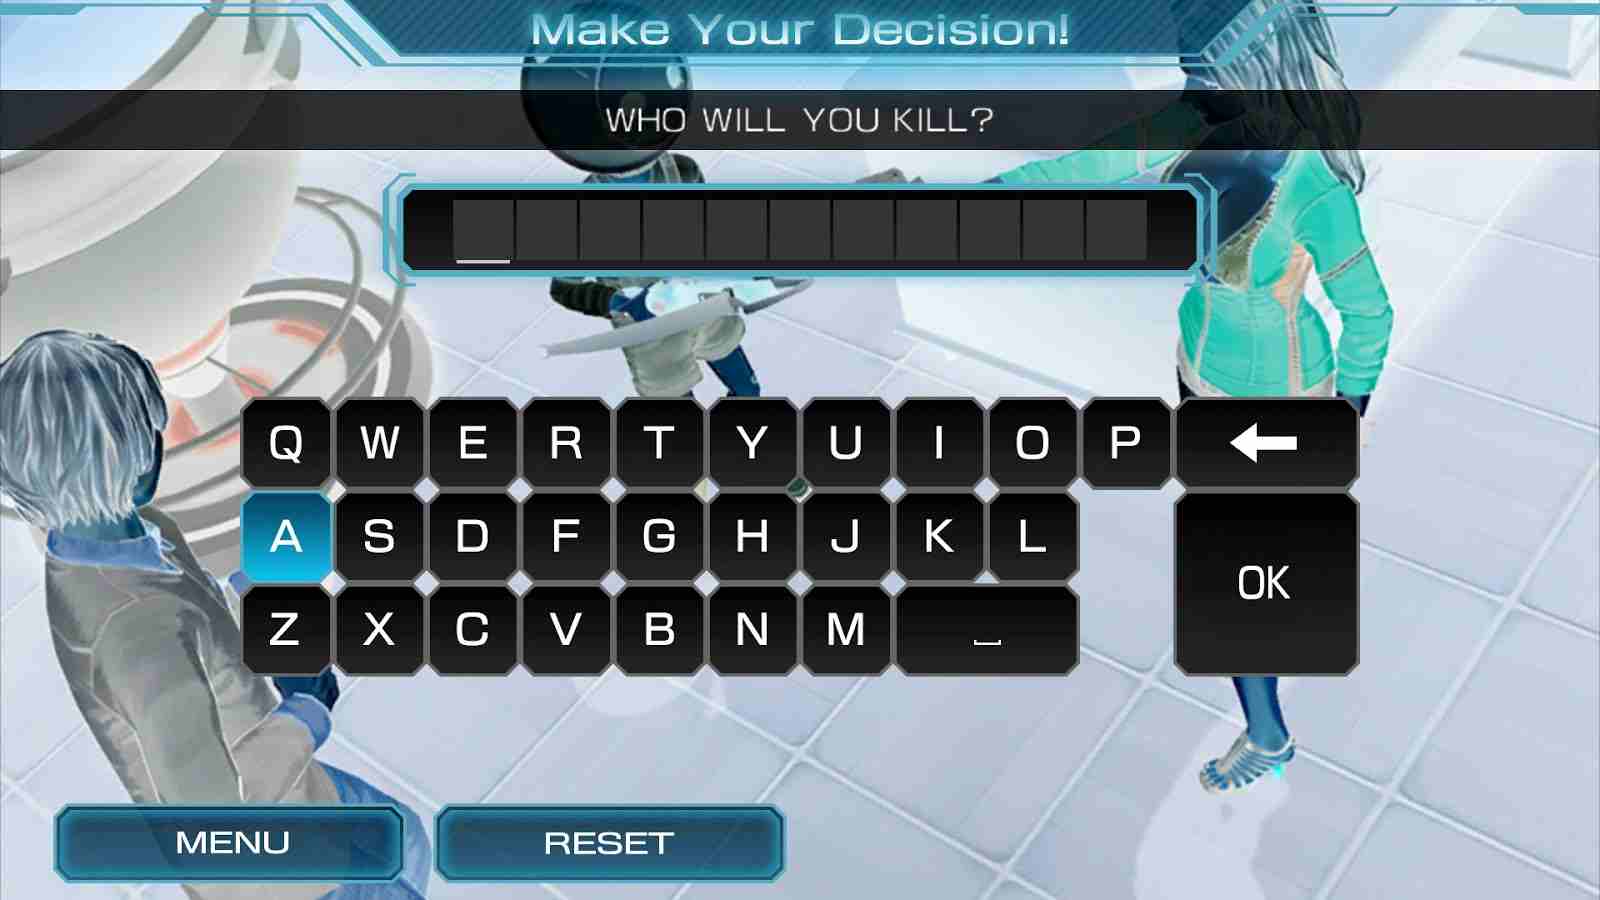 Make Your Decision!
WHO WILL YOU KILL?
Q W E R T Y U I O P ←
A S D F G H J K L
OK
Z X C V B N M ⎵
MENU RESET